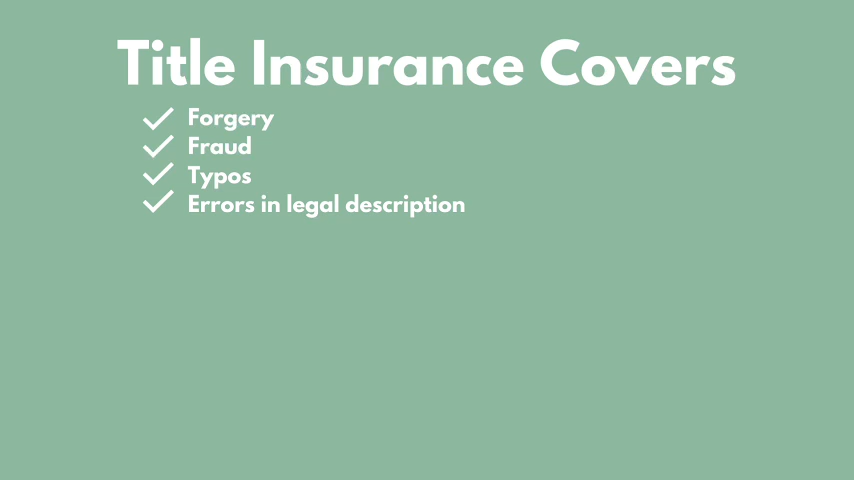 Title Insurance Covers
Forgery
Fraud
Typos
Errors in legal description